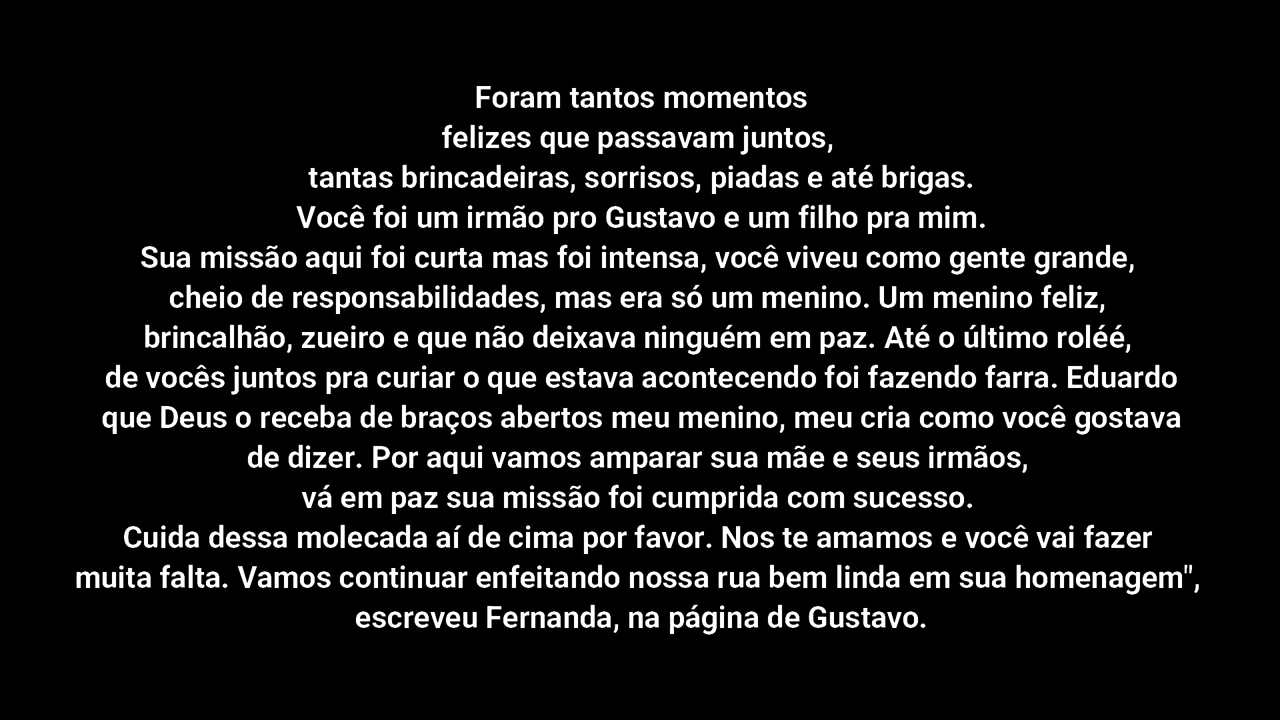 Foram tantos momentos
felizes que passavam juntos,
tantas brincadeiras, sorrisos, piadas e até brigas.
Você foi um irmão pro Gustavo e um filho pra mim.
Sua missão aqui foi curta mas foi intensa, você viveu como gente grande,
cheio de responsabilidades, mas era só um menino. Um menino feliz,
brincalhão, zueiro e que não deixava ninguém em paz. Até o último roléé,
de vocês juntos pra curiar o que estava acontecendo foi fazendo farra. Eduardo
que Deus o receba de braços abertos meu menino, meu cria como você gostava
de dizer. Por aqui vamos amparar sua mãe e seus irmãos,
vá em paz sua missão foi cumprida com sucesso.
Cuida dessa molecada aí de cima por favor. Nos te amamos e você vai fazer
muita falta. Vamos continuar enfeitando nossa rua bem linda em sua homenagem",
escreveu Fernanda, na página de Gustavo.